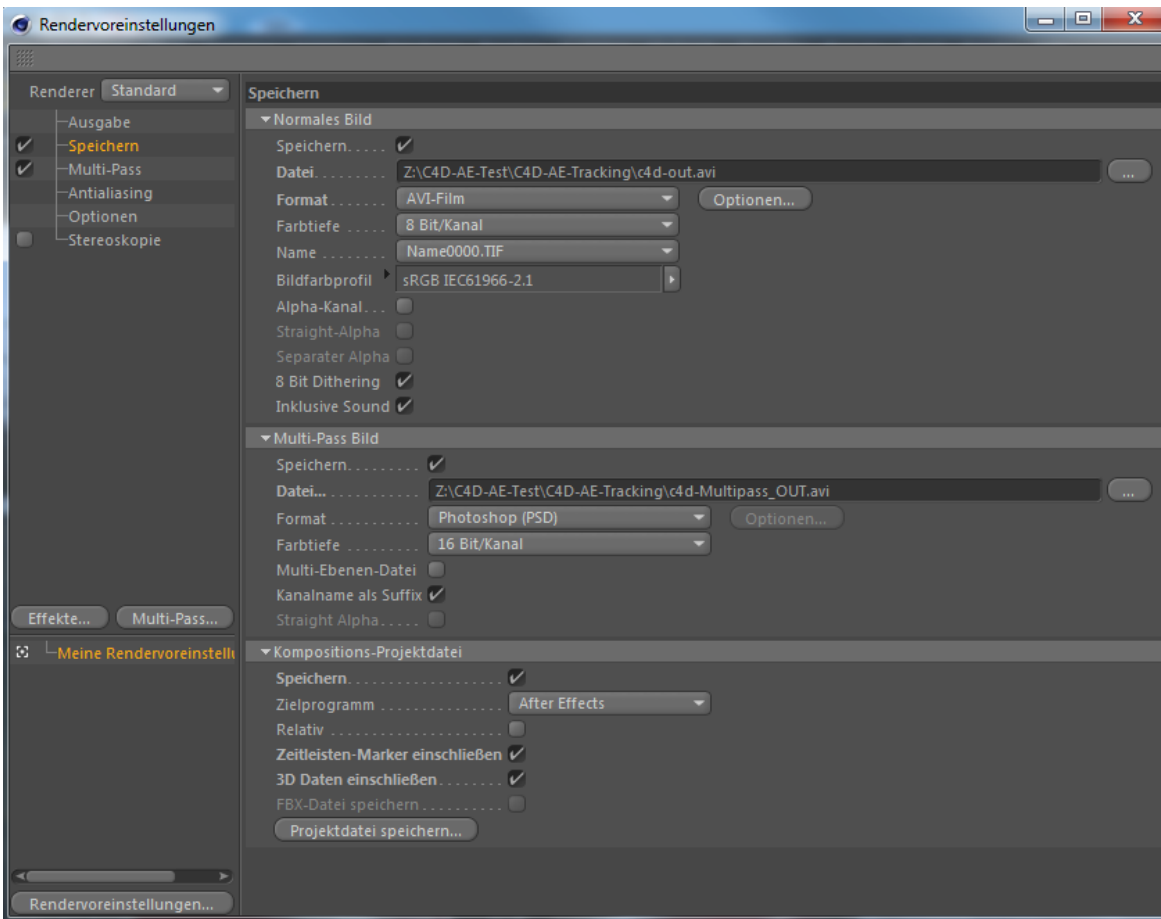 Rendervoreinstellungen
Renderer Standard
Ausgabe
Speichern
Multi-Pass
Antialiasing
Optionen
Stereoskopie
Effekte... Multi-Pass...
Meine Rendervoreinstellu
Rendervoreinstellungen...
Speichern
Normales Bild
Speichern.....
Datei......... Z:\C4D-AE-Test\C4D-AE-Tracking\c4d-out.avi ...
Format....... AVI-Film Optionen...
Farbtiefe ..... 8 Bit/Kanal
Name ........ Name0000.TIF
Bildfarbprofil sRGB IEC61966-2.1
Alpha-Kanal...
Straight-Alpha
Separater Alpha
8 Bit Dithering
Inklusive Sound
Multi-Pass Bild
Speichern.........
Datei... ........... Z:\C4D-AE-Test\C4D-AE-Tracking\c4d-Multipass_OUT.avi ...
Format ........... Photoshop (PSD) Optionen...
Farbtiefe ......... 16 Bit/Kanal
Multi-Ebenen-Datei
Kanalname als Suffix
Straight Alpha.....
Kompositions-Projektdatei
Speichern...................
Zielprogramm ............... After Effects
Relativ .....................
Zeitleisten-Marker einschließen
3D Daten einschließen........
FBX-Datei speichern..........
Projektdatei speichern...